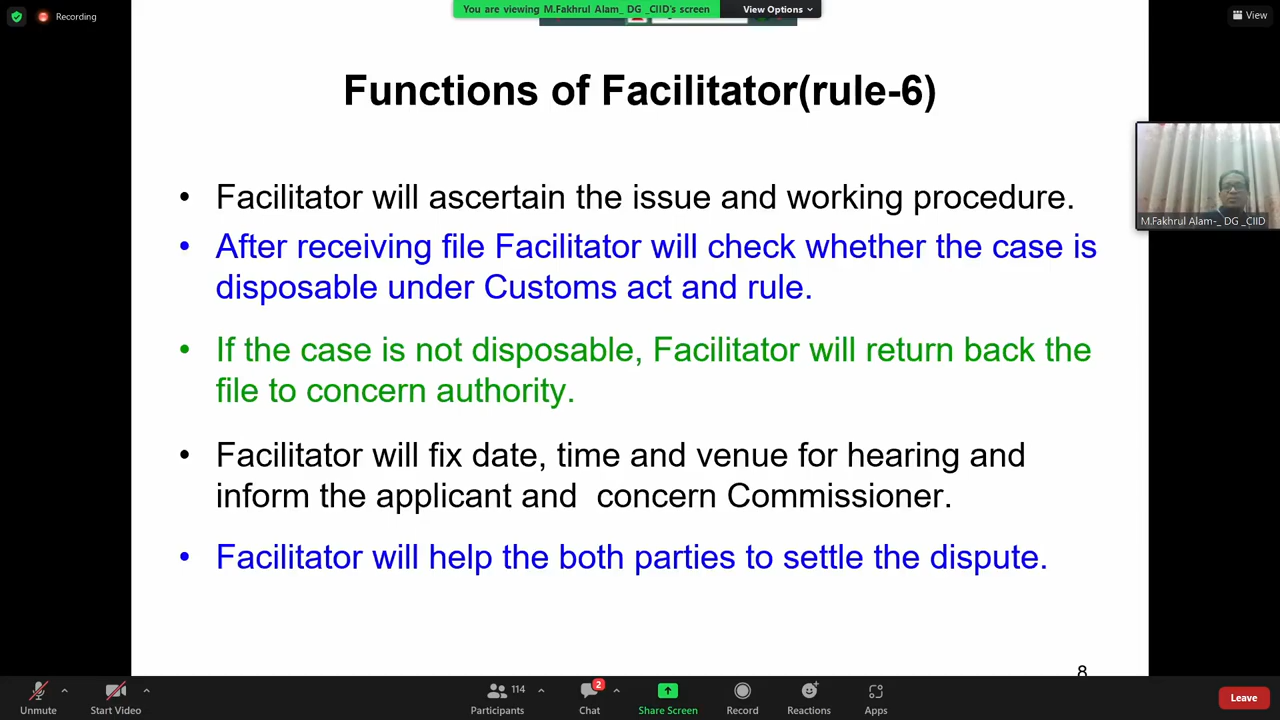 You are viewing M.Fakhrul Alam_ DG _CIID's screen
View Options
Recording
View
Functions of Facilitator(rule-6)
M.Fakhrul Alam-_ DG _CIID
• Facilitator will ascertain the issue and working procedure.
• After receiving file Facilitator will check whether the case is
disposable under Customs act and rule.
• If the case is not disposable, Facilitator will return back the
file to concern authority.
• Facilitator will fix date, time and venue for hearing and
inform the applicant and concern Commissioner.
• Facilitator will help the both parties to settle the dispute.
8
114
2
Unmute
Start Video
Participants
Chat
Share Screen
Record
Reactions
Apps
Leave